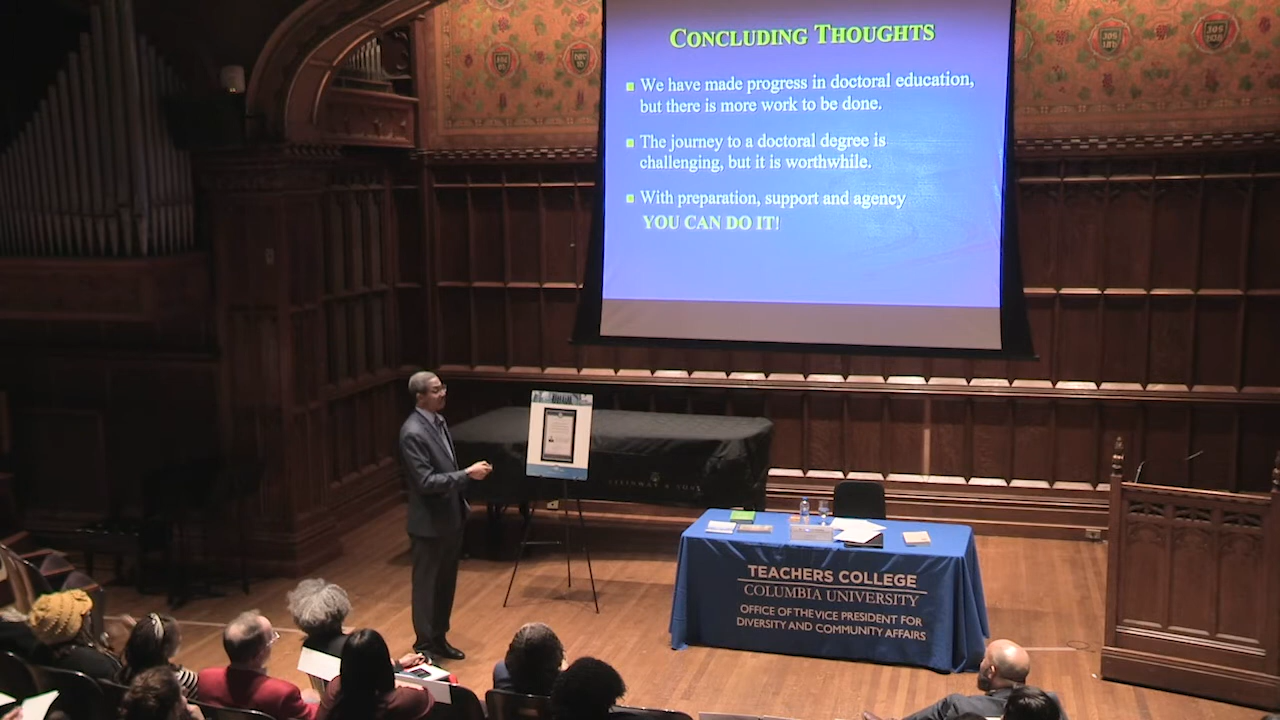 CONCLUDING THOUGHTS
We have made progress in doctoral education,
but there is more work to be done.
The journey to a doctoral degree is
challenging, but it is worthwhile.
With preparation, support and agency
YOU CAN DO IT!
STEINWAY & SONS
TEACHERS COLLEGE
COLUMBIA UNIVERSITY
OFFICE OF THE VICE PRESIDENT FOR
DIVERSITY AND COMMUNITY AFFAIRS